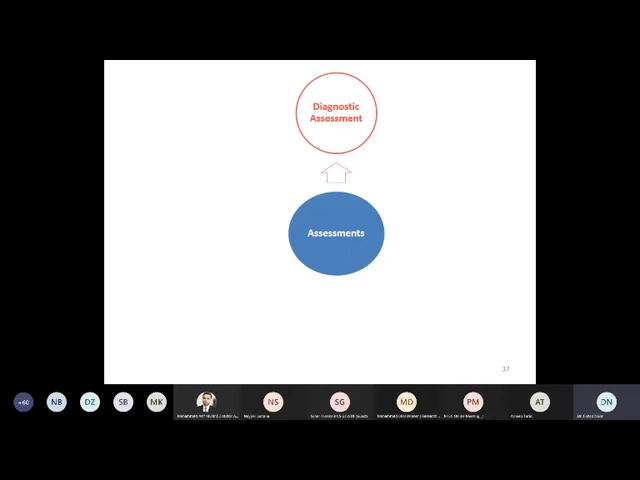 Diagnostic
Assessment
Assessments
37
+60
NB
DZ
SB
MK
NS
SG
MD
PM
AT
DN